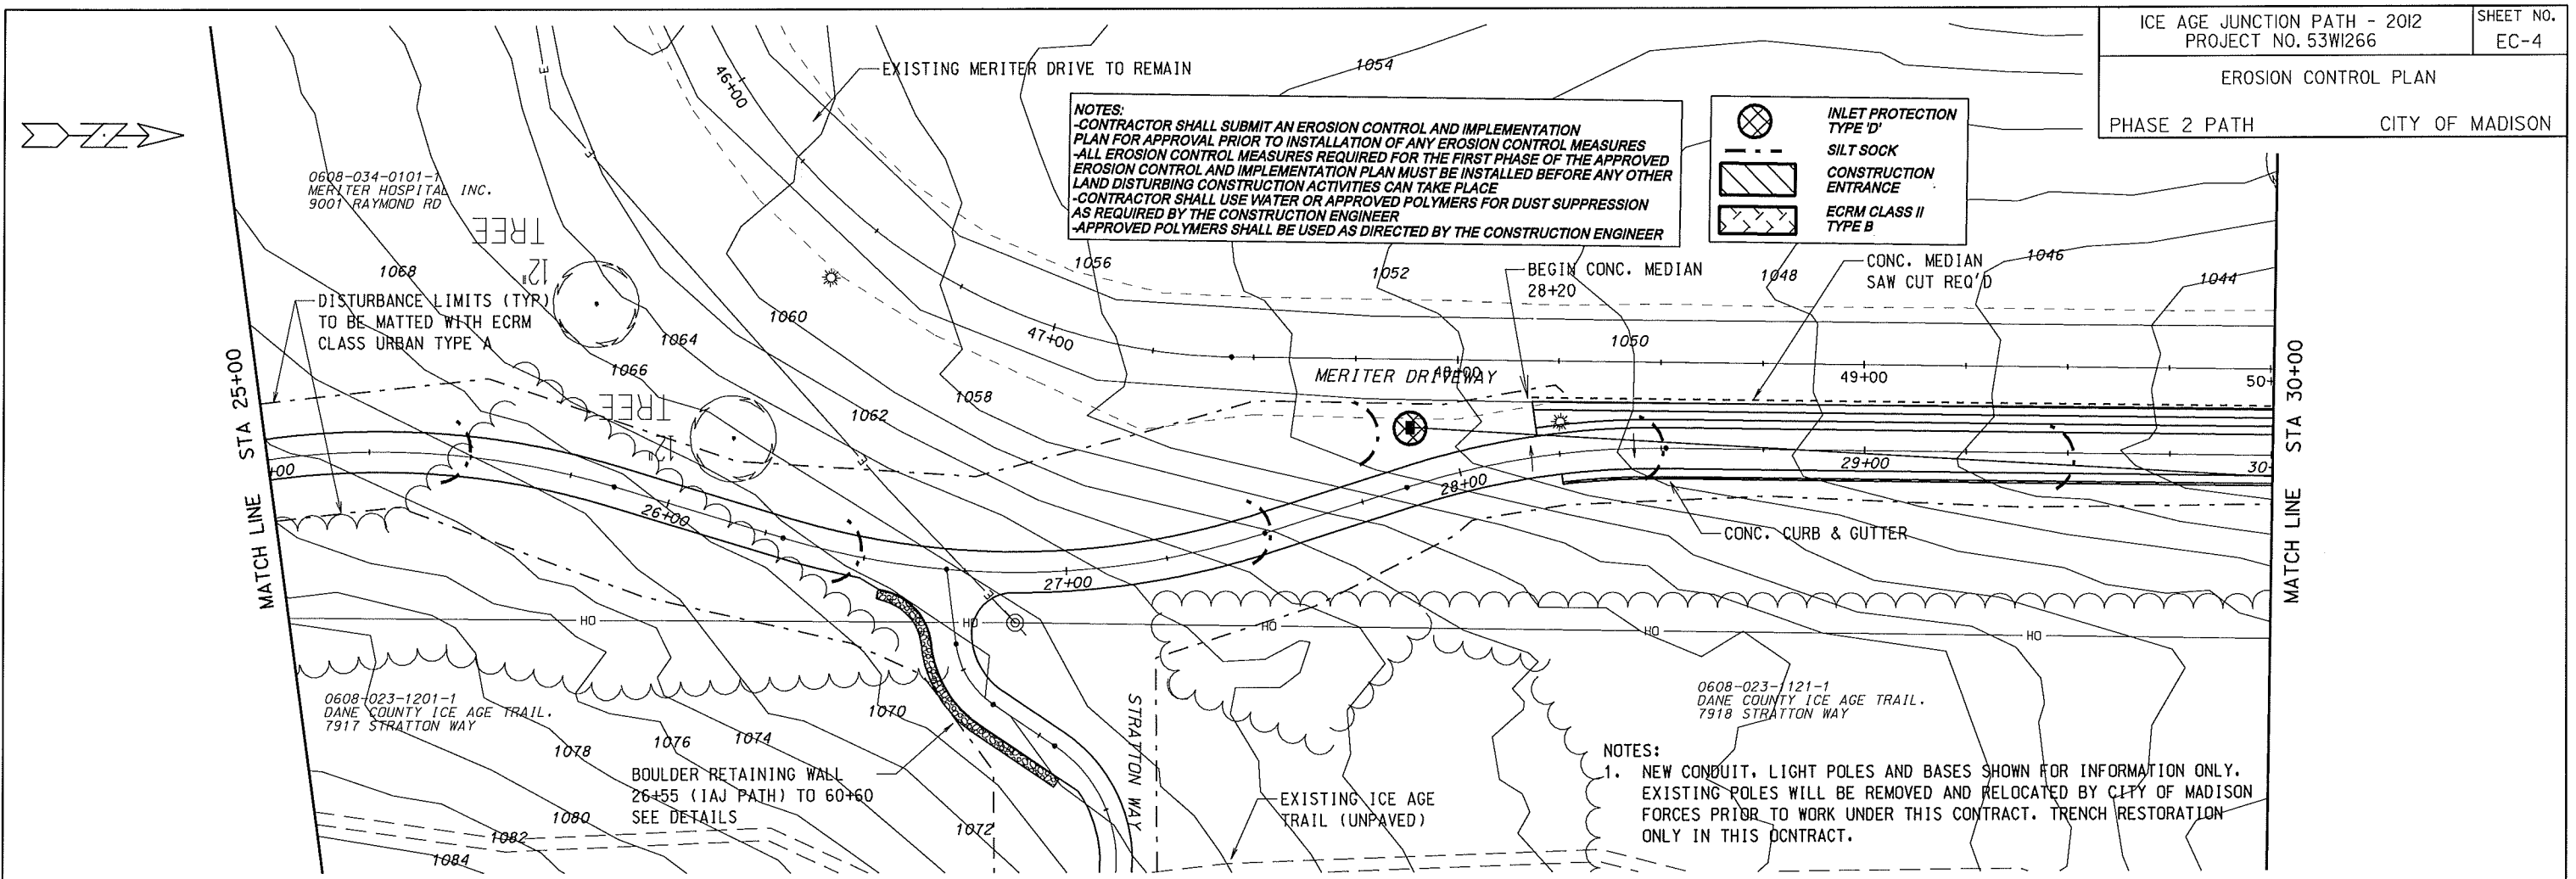 ICE AGE JUNCTION PATH - 2012
PROJECT NO. 53WI266
SHEET NO.
EC-4
EROSION CONTROL PLAN
PHASE 2 PATH
CITY OF MADISON
EXISTING MERITER DRIVE TO REMAIN
46+00
1054
NOTES:
-CONTRACTOR SHALL SUBMIT AN EROSION CONTROL AND IMPLEMENTATION
PLAN FOR APPROVAL PRIOR TO INSTALLATION OF ANY EROSION CONTROL MEASURES
-ALL EROSION CONTROL MEASURES REQUIRED FOR THE FIRST PHASE OF THE APPROVED
EROSION CONTROL AND IMPLEMENTATION PLAN MUST BE INSTALLED BEFORE ANY OTHER
LAND DISTURBING CONSTRUCTION ACTIVITIES CAN TAKE PLACE
-CONTRACTOR SHALL USE WATER OR APPROVED POLYMERS FOR DUST SUPPRESSION
AS REQUIRED BY THE CONSTRUCTION ENGINEER
-APPROVED POLYMERS SHALL BE USED AS DIRECTED BY THE CONSTRUCTION ENGINEER
INLET PROTECTION
TYPE 'D'
SILT SOCK
CONSTRUCTION
ENTRANCE
ECRM CLASS II
TYPE B
0608-034-0101-1
MERITER HOSPITAL INC.
9001 RAYMOND RD
TREE
12"
1068
DISTURBANCE LIMITS (TYP)
TO BE MATTED WITH ECRM
CLASS URBAN TYPE A
1064
1066
TREE
12"
1060
1062
1058
47+00
1056
1052
BEGIN CONC. MEDIAN
28+20
1048
CONC. MEDIAN
SAW CUT REQ'D
1046
1044
1050
MERITER DRIVEWAY
48+00
49+00
50+
MATCH LINE STA 25+00
+00
26+00
27+00
28+00
29+00
30-
MATCH LINE STA 30+00
CONC. CURB & GUTTER
E
E
E
E
HO
HO
HO
HO
HO
0608-023-1201-1
DANE COUNTY ICE AGE TRAIL.
7917 STRATTON WAY
1070
1074
1076
1078
1080
1082
1084
1072
BOULDER RETAINING WALL
26+55 (IAJ PATH) TO 60+60
SEE DETAILS
STRATTON WAY
EXISTING ICE AGE
TRAIL (UNPAVED)
0608-023-1121-1
DANE COUNTY ICE AGE TRAIL.
7918 STRATTON WAY
NOTES:
1. NEW CONDUIT, LIGHT POLES AND BASES SHOWN FOR INFORMATION ONLY.
EXISTING POLES WILL BE REMOVED AND RELOCATED BY CITY OF MADISON
FORCES PRIOR TO WORK UNDER THIS CONTRACT. TRENCH RESTORATION
ONLY IN THIS OCNTRACT.